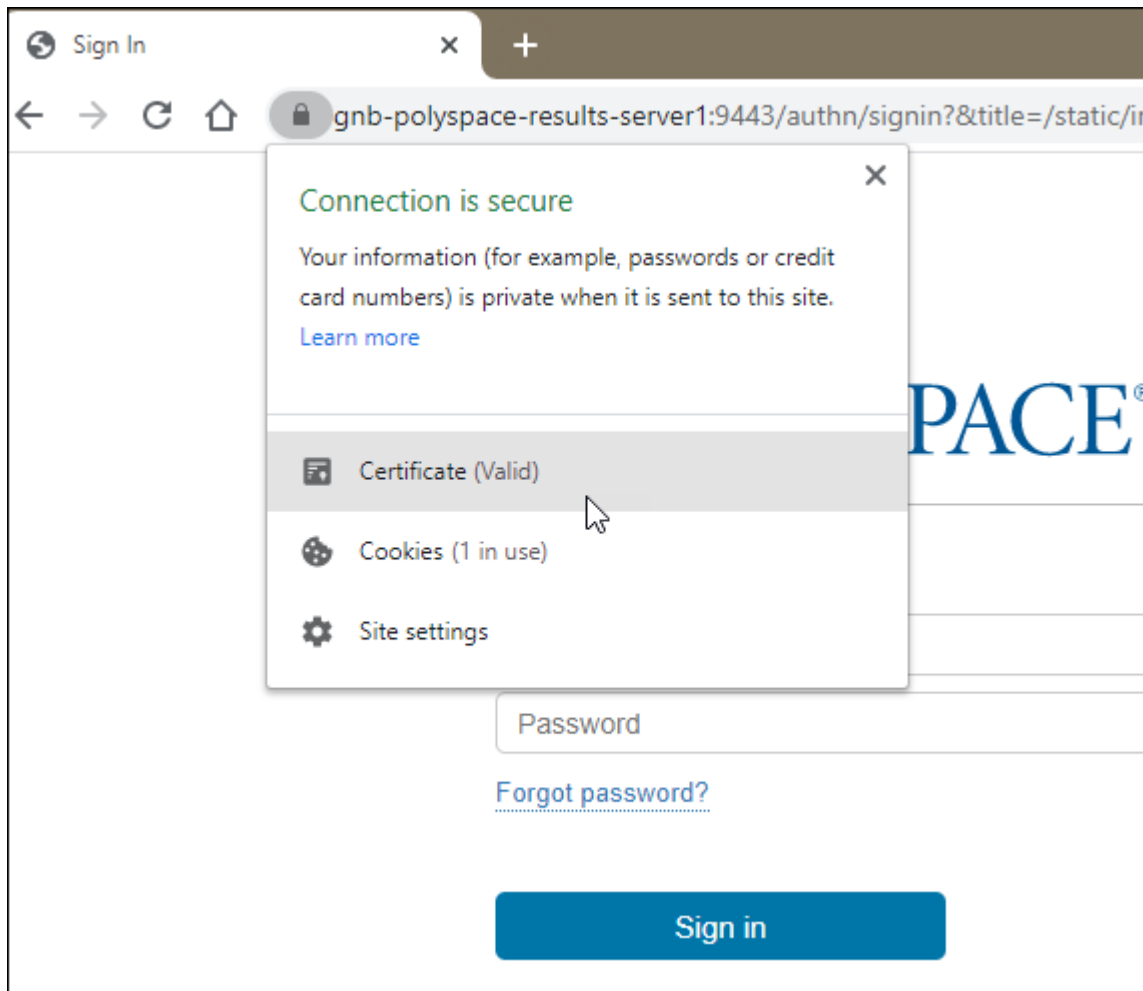 Sign In
gnb-polyspace-results-server1:9443/authn/signin?&title=/static/i
Connection is secure
Your information (for example, passwords or credit
card numbers) is private when it is sent to this site.
Learn more
PACE®
Certificate (Valid)
Cookies (1 in use)
Site settings
Password
Forgot password?
Sign in